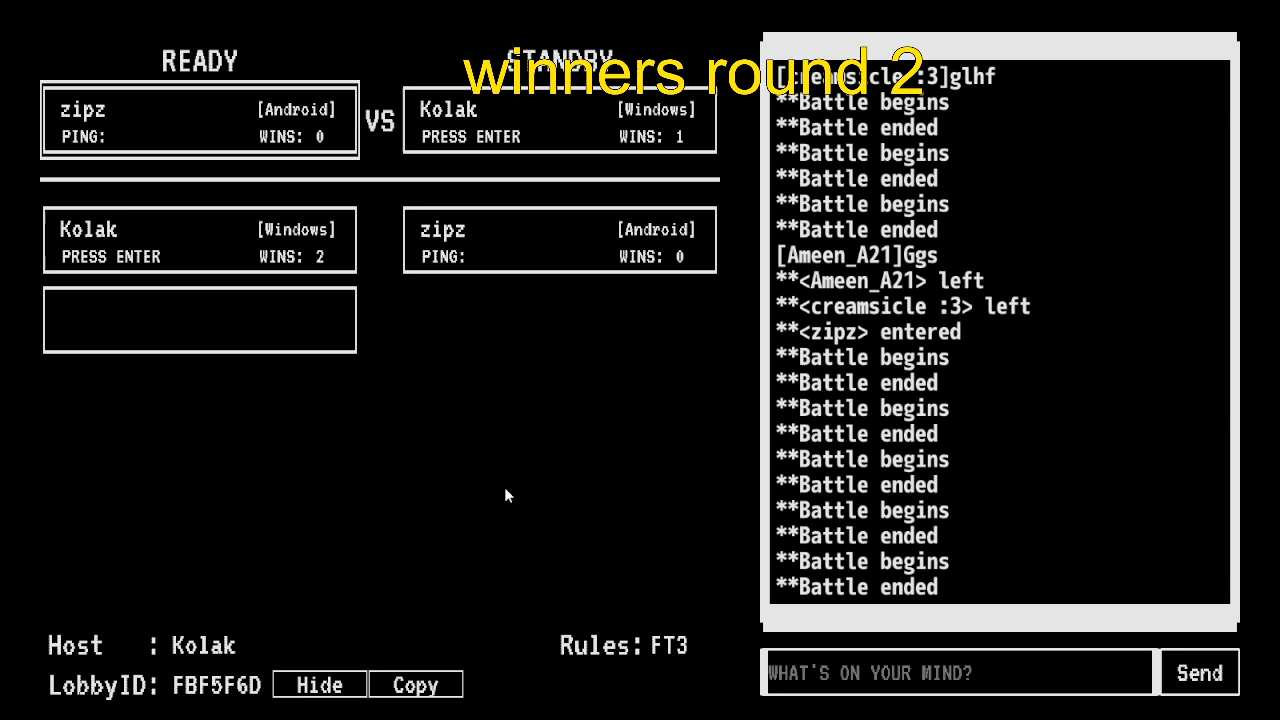 winners round 2
READY
STANDBY
zipz [Android]
PING: WINS: 0
VS
Kolak [Windows]
PRESS ENTER WINS: 1
Kolak [Windows]
PRESS ENTER WINS: 2
zipz [Android]
PING: WINS: 0
Host : Kolak
Rules: FT3
LobbyID: FBF5F6D Hide Copy
[creamsicle :3]glhf
**Battle begins
**Battle ended
**Battle begins
**Battle ended
**Battle begins
**Battle ended
[Ameen_A21]Ggs
**<Ameen_A21> left
**<creamsicle :3> left
**<zipz> entered
**Battle begins
**Battle ended
**Battle begins
**Battle ended
**Battle begins
**Battle ended
**Battle begins
**Battle ended
**Battle begins
**Battle ended
WHAT'S ON YOUR MIND? Send